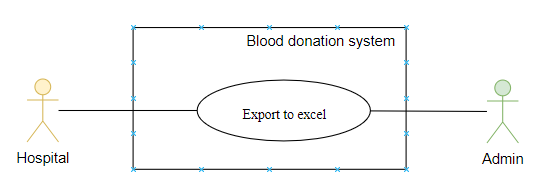 Blood donation system
Export to excel
Hospital
Admin